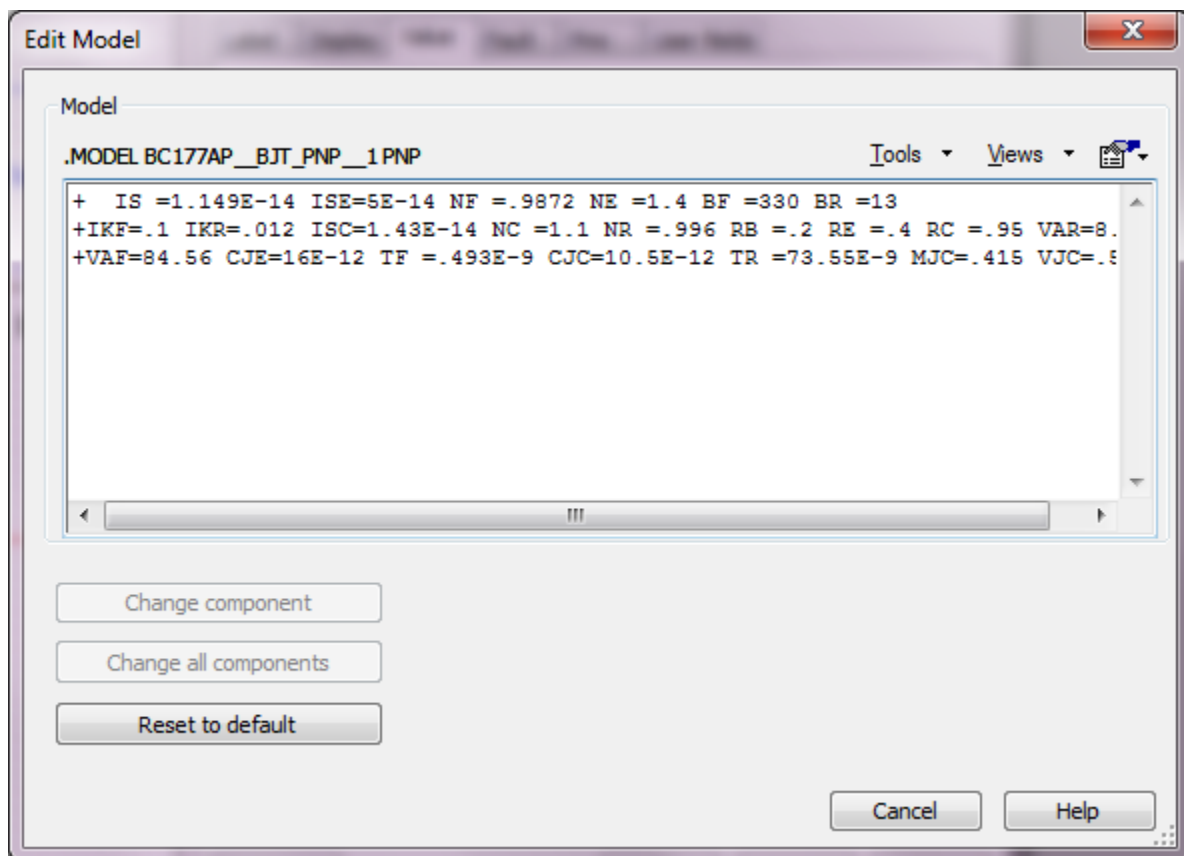 Edit Model
Model
.MODEL BC177AP__BJT_PNP__1 PNP
Tools
Views
+  IS =1.149E-14 ISE=5E-14 NF =.9872 NE =1.4 BF =330 BR =13
+IKF=.1 IKR=.012 ISC=1.43E-14 NC =1.1 NR =.996 RB =.2 RE =.4 RC =.95 VAR=8.
+VAF=84.56 CJE=16E-12 TF =.493E-9 CJC=10.5E-12 TR =73.55E-9 MJC=.415 VJC=.5
Change component
Change all components
Reset to default
Cancel
Help